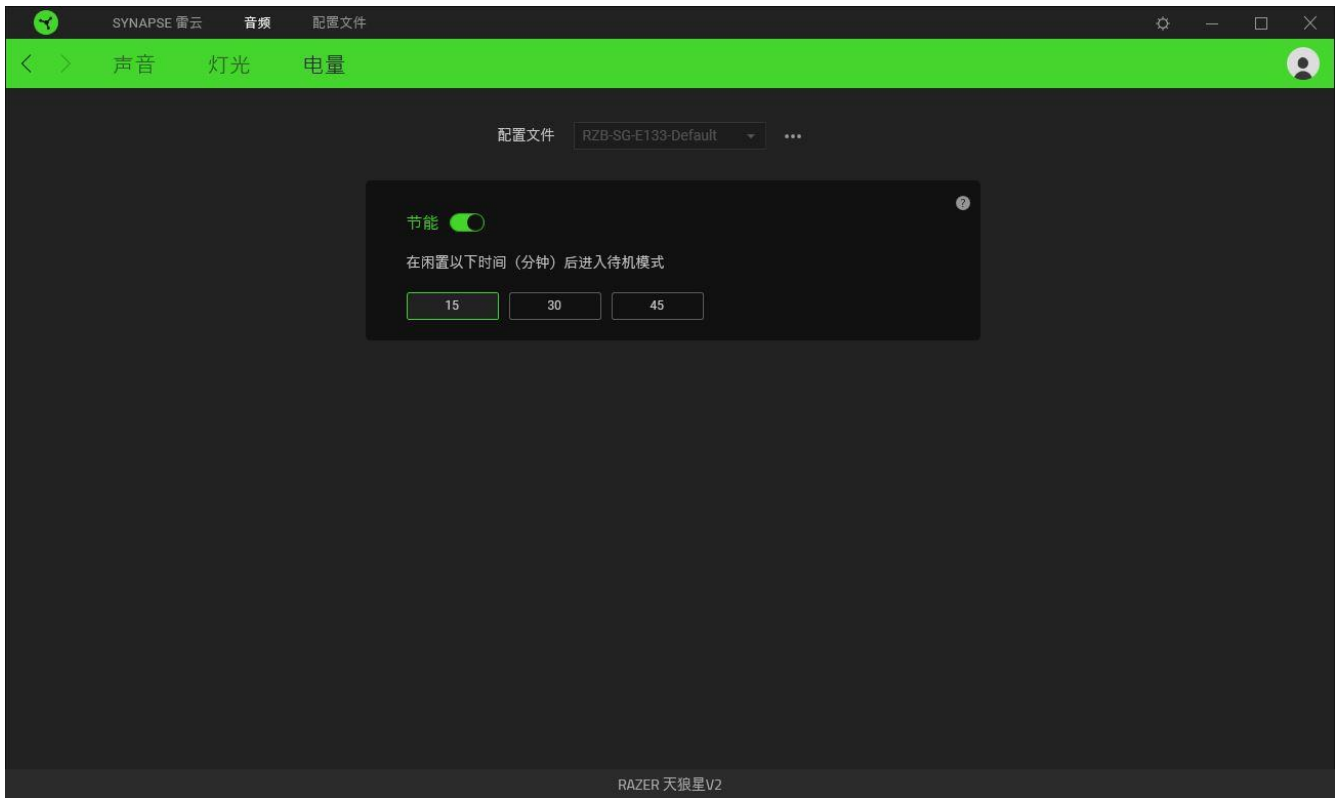 SYNAPSE 雷云 音频 配置文件
声音 灯光 电量
配置文件 RZB-SG-E133-Default •••
节能 ?
在闲置以下时间（分钟）后进入待机模式
15 30 45
RAZER 天狼星V2